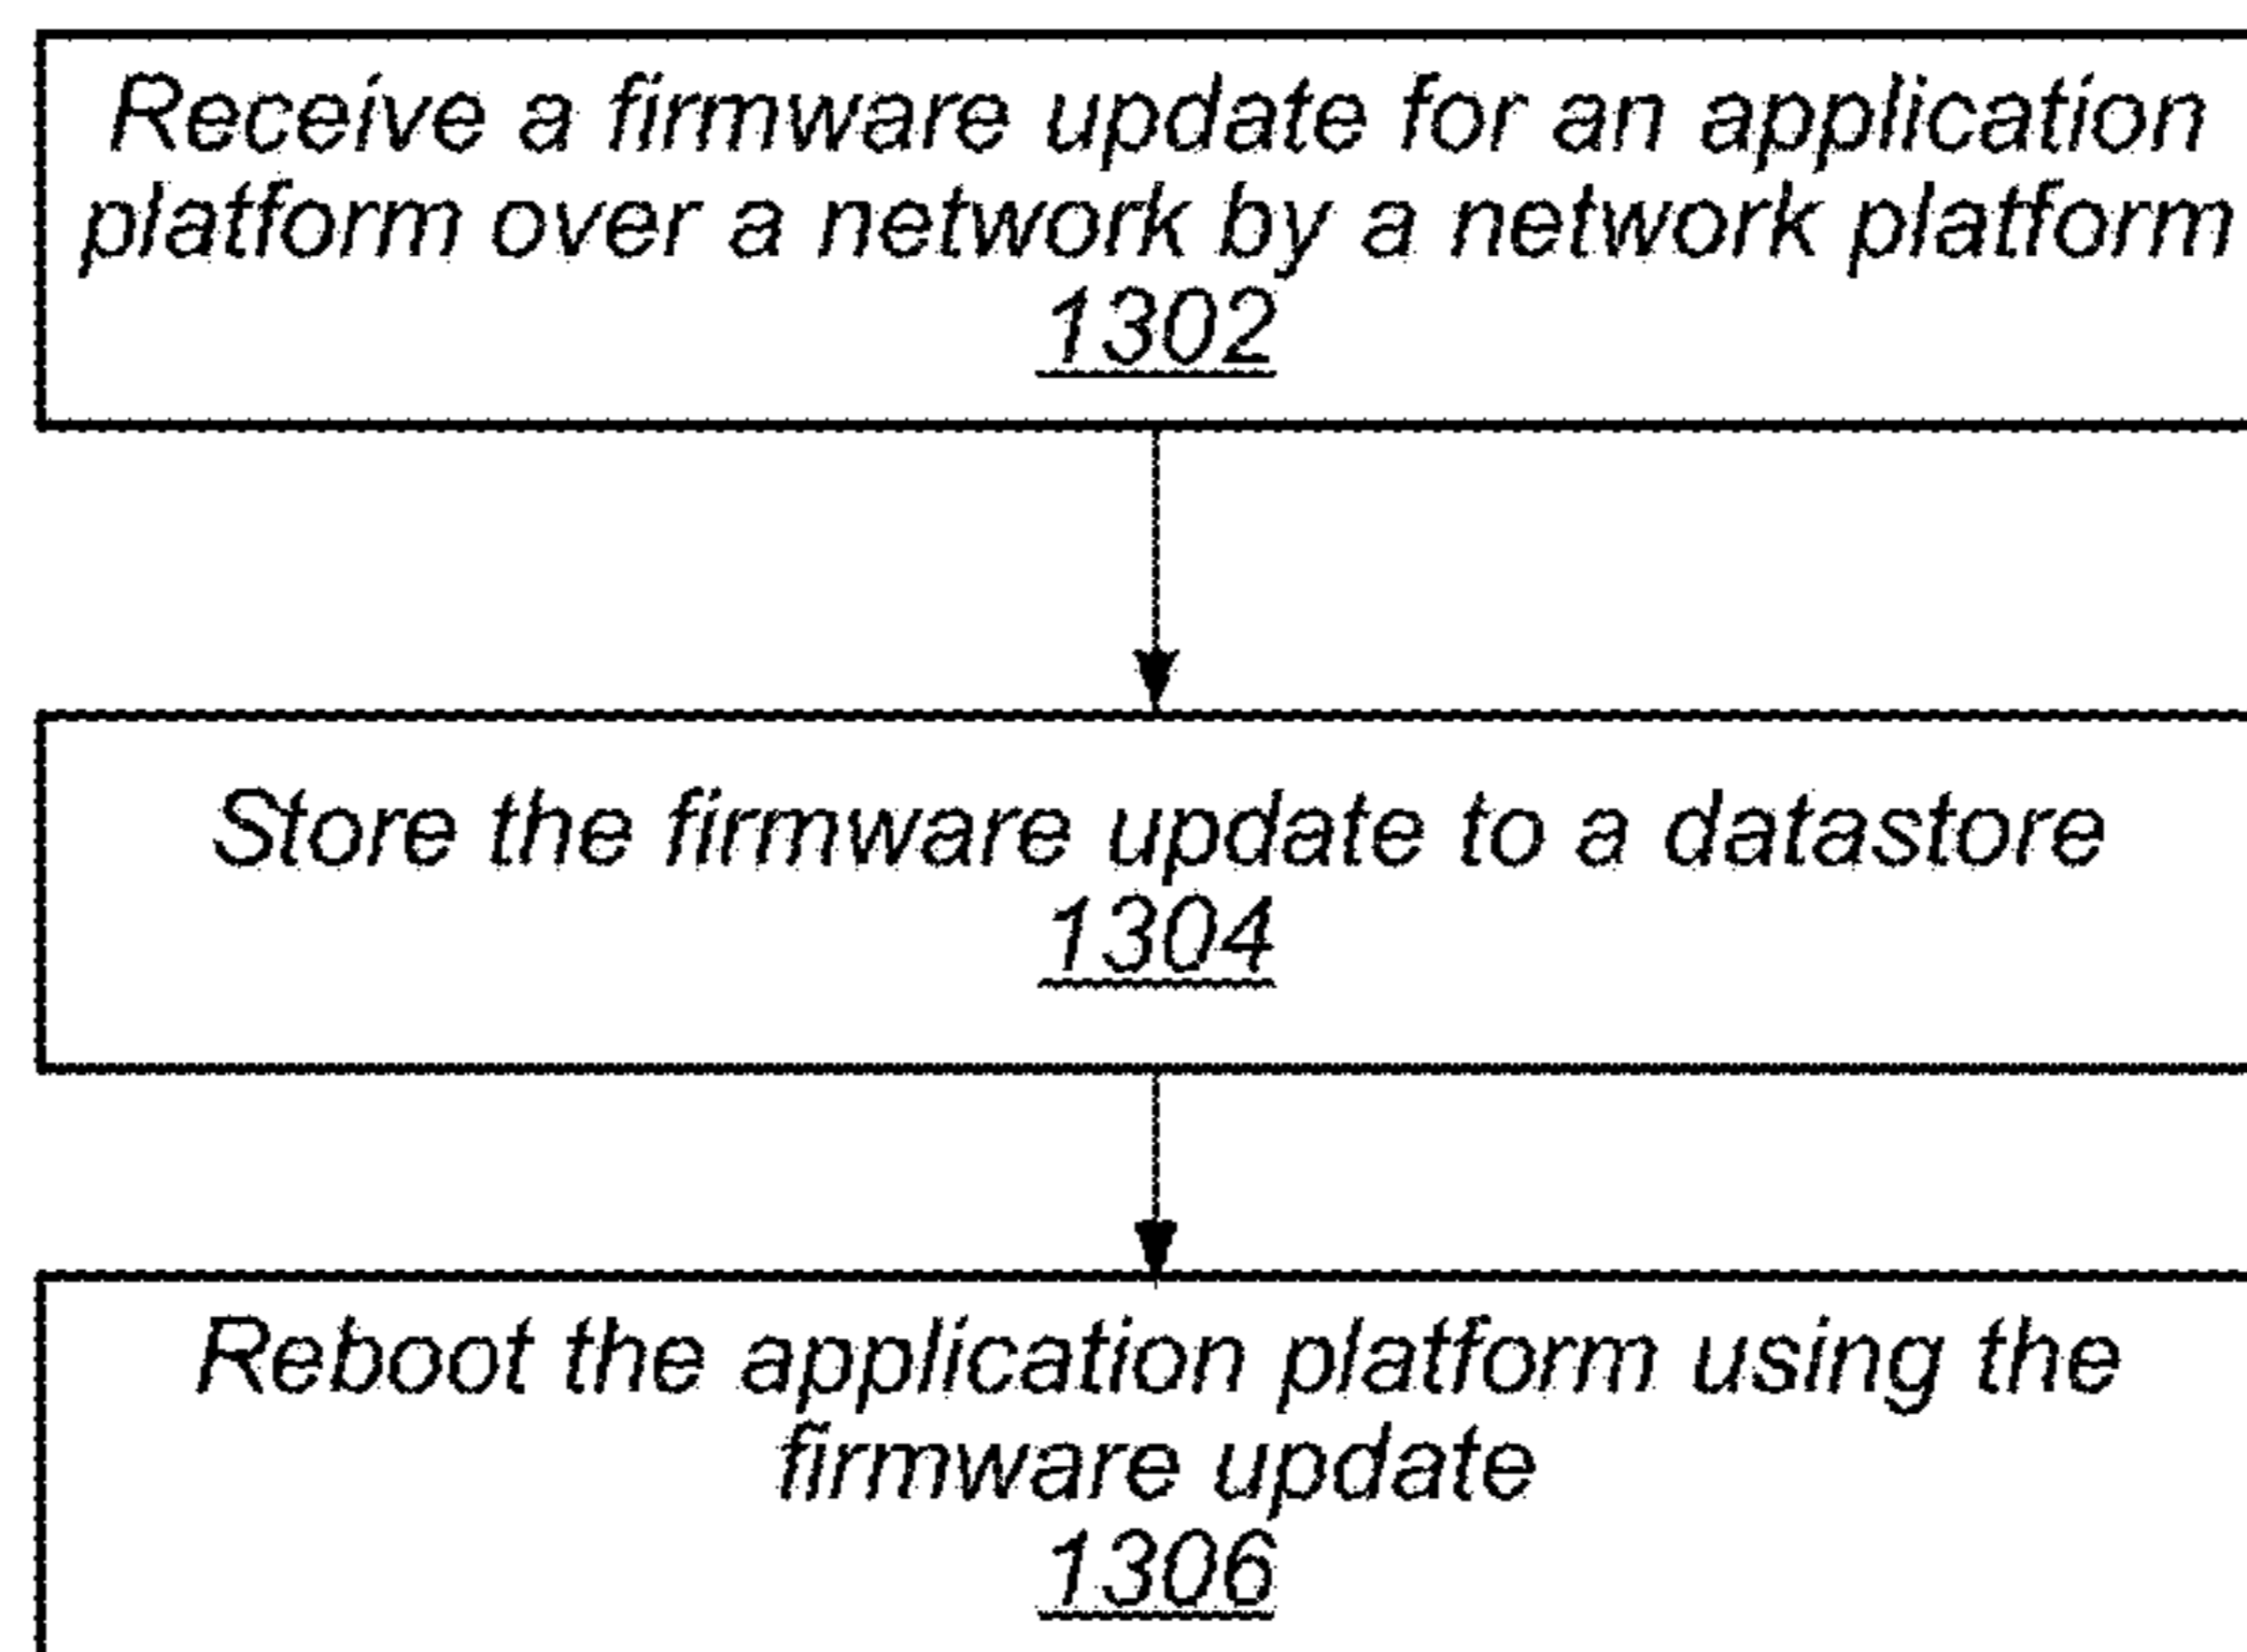 Receive a firmware update for an application
platform over a network by a network platform
1302
Store the firmware update to a datastore
1304
Reboot the application platform using the
firmware update
1306